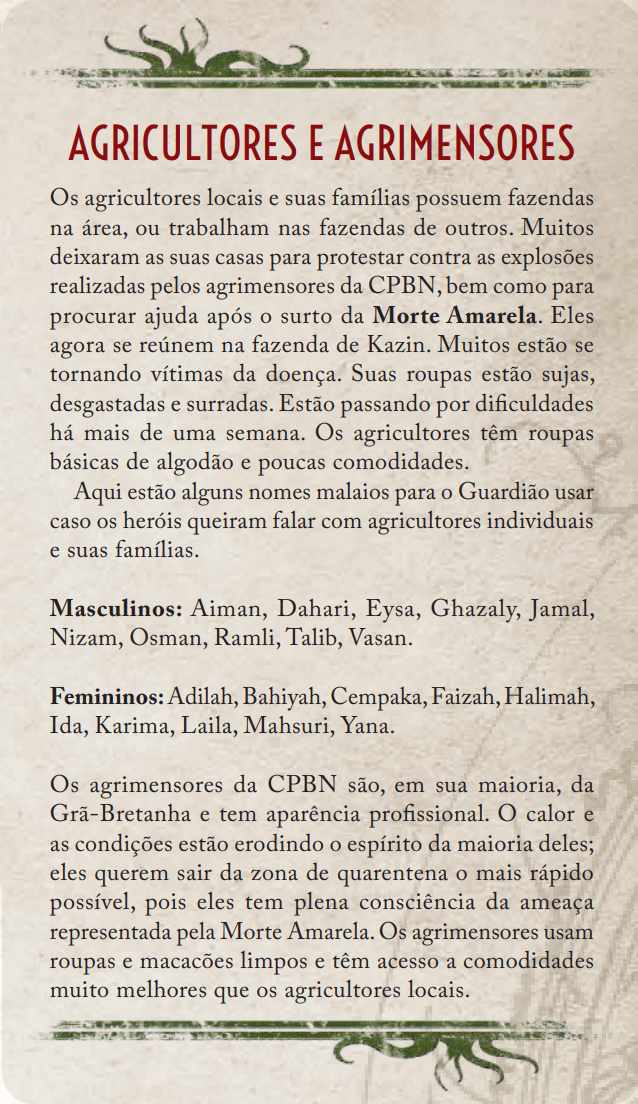 AGRICULTORES E AGRIMENSORES
Os agricultores locais e suas famílias possuem fazendas
na área, ou trabalham nas fazendas de outros. Muitos
deixaram as suas casas para protestar contra as explosões
realizadas pelos agrimensores da CPBN, bem como para
procurar ajuda após o surto da Morte Amarela. Eles
agora se reúnem na fazenda de Kazin. Muitos estão se
tornando vítimas da doença. Suas roupas estão sujas,
desgastadas e surradas. Estão passando por dificuldades
há mais de uma semana. Os agricultores têm roupas
básicas de algodão e poucas comodidades.
Aqui estão alguns nomes malaios para o Guardião usar
caso os heróis queiram falar com agricultores individuais
e suas famílias.
Masculinos: Aiman, Dahari, Eysa, Ghazaly, Jamal,
Nizam, Osman, Ramli, Talib, Vasan.
Femininos: Adilah, Bahiyah, Cempaka, Faizah, Halimah,
Ida, Karima, Laila, Mahsuri, Yana.
Os agrimensores da CPBN são, em sua maioria, da
Grã-Bretanha e tem aparência profissional. O calor e
as condições estão erodindo o espírito da maioria deles;
eles querem sair da zona de quarentena o mais rápido
possível, pois eles tem plena consciência da ameaça
representada pela Morte Amarela. Os agrimensores usam
roupas e macacões limpos e têm acesso a comodidades
muito melhores que os agricultores locais.